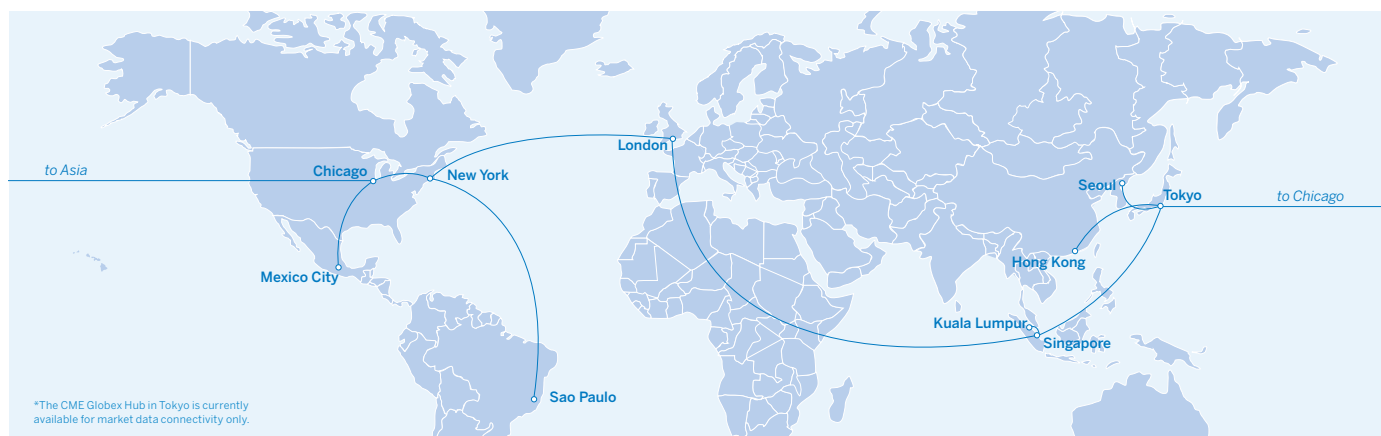 London
to Asia
Chicago
New York
Seoul
Tokyo
to Chicago
Hong Kong
Mexico City
Kuala Lumpur
Singapore
Sao Paulo
*The CME Globex Hub in Tokyo is currently
available for market data connectivity only.